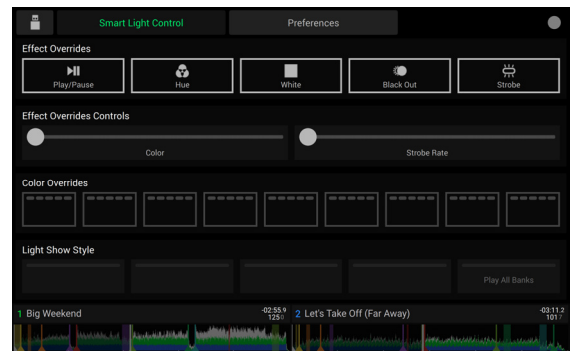 Smart Light Control
Preferences
Effect Overrides
Play/Pause
Hue
White
Black Out
Strobe
Effect Overrides Controls
Color
Strobe Rate
Color Overrides
Light Show Style
Play All Banks
1 Big Weekend
-02:55.9
125.0
2 Let's Take Off (Far Away)
-03:11.2
101.7